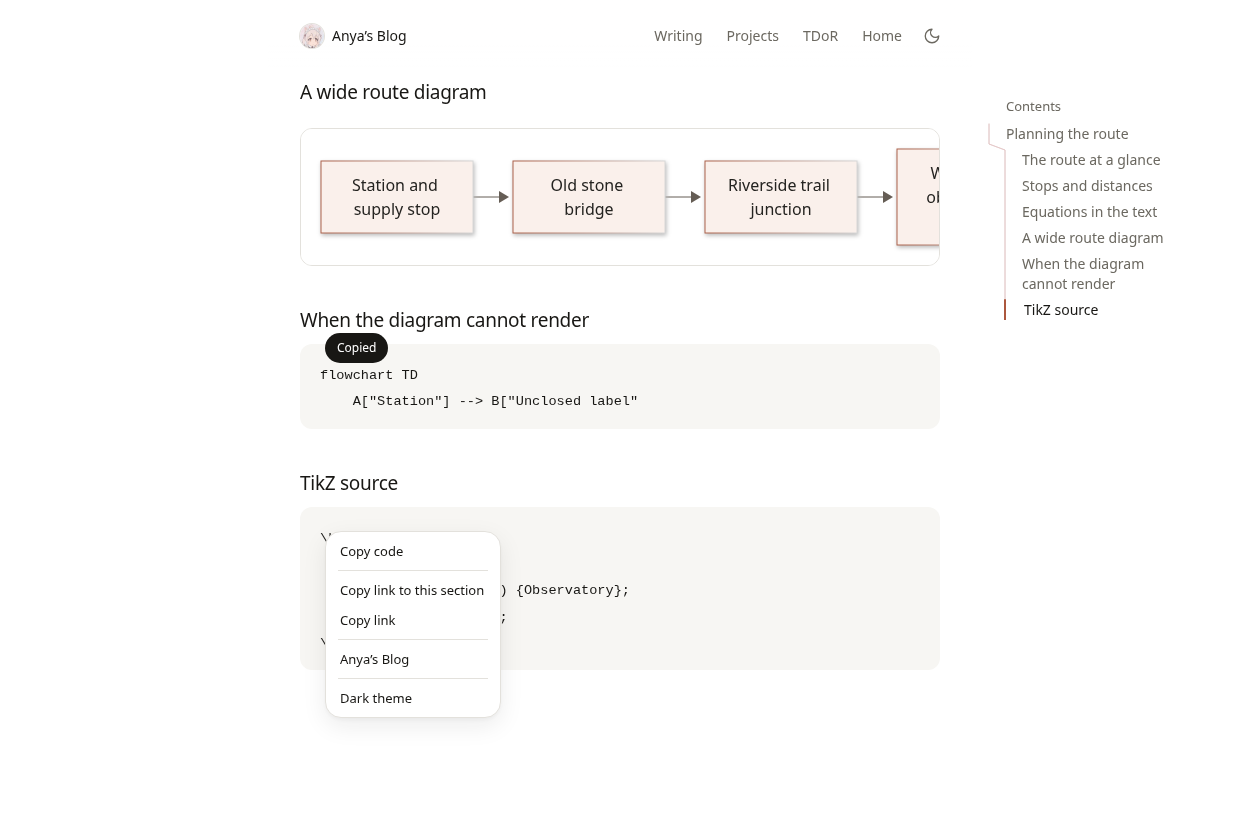 Anya’s Blog
Writing
Projects
TDoR
Home
A wide route diagram
Station and
supply stop
Old stone
bridge
Riverside trail
junction
When the diagram cannot render
Copied
flowchart TD
A["Station"] --> B["Unclosed label"
TikZ source
Copy code
Copy link to this section
Copy link
Anya’s Blog
Dark theme
) {Observatory};
;
Contents
Planning the route
The route at a glance
Stops and distances
Equations in the text
A wide route diagram
When the diagram
cannot render
TikZ source